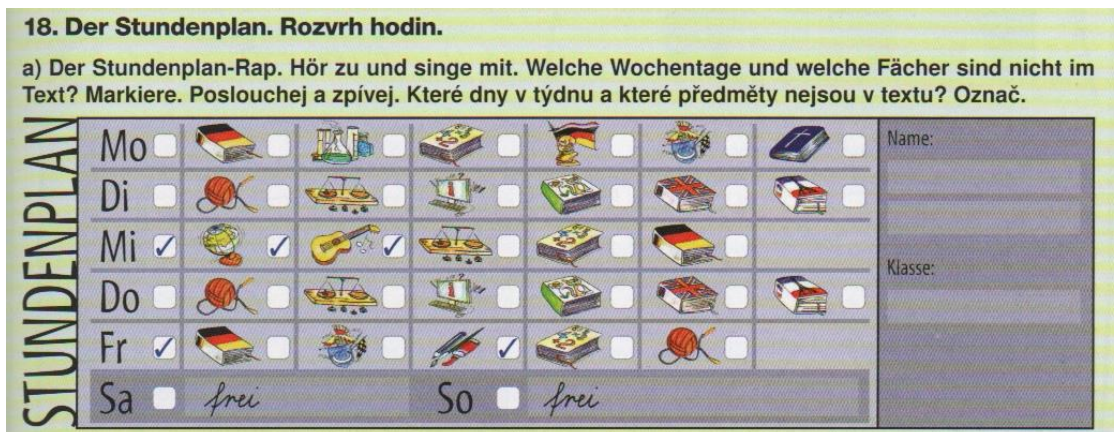 18. Der Stundenplan. Rozvrh hodin.
a) Der Stundenplan-Rap. Hör zu und singe mit. Welche Wochentage und welche Fächer sind nicht im
Text? Markiere. Poslouchej a zpívej. Které dny v týdnu a které předměty nejsou v textu? Označ.
STUNDENPLAN
Mo
Di
Mi
Do
Fr
Sa frei So frei
Name:
Klasse: